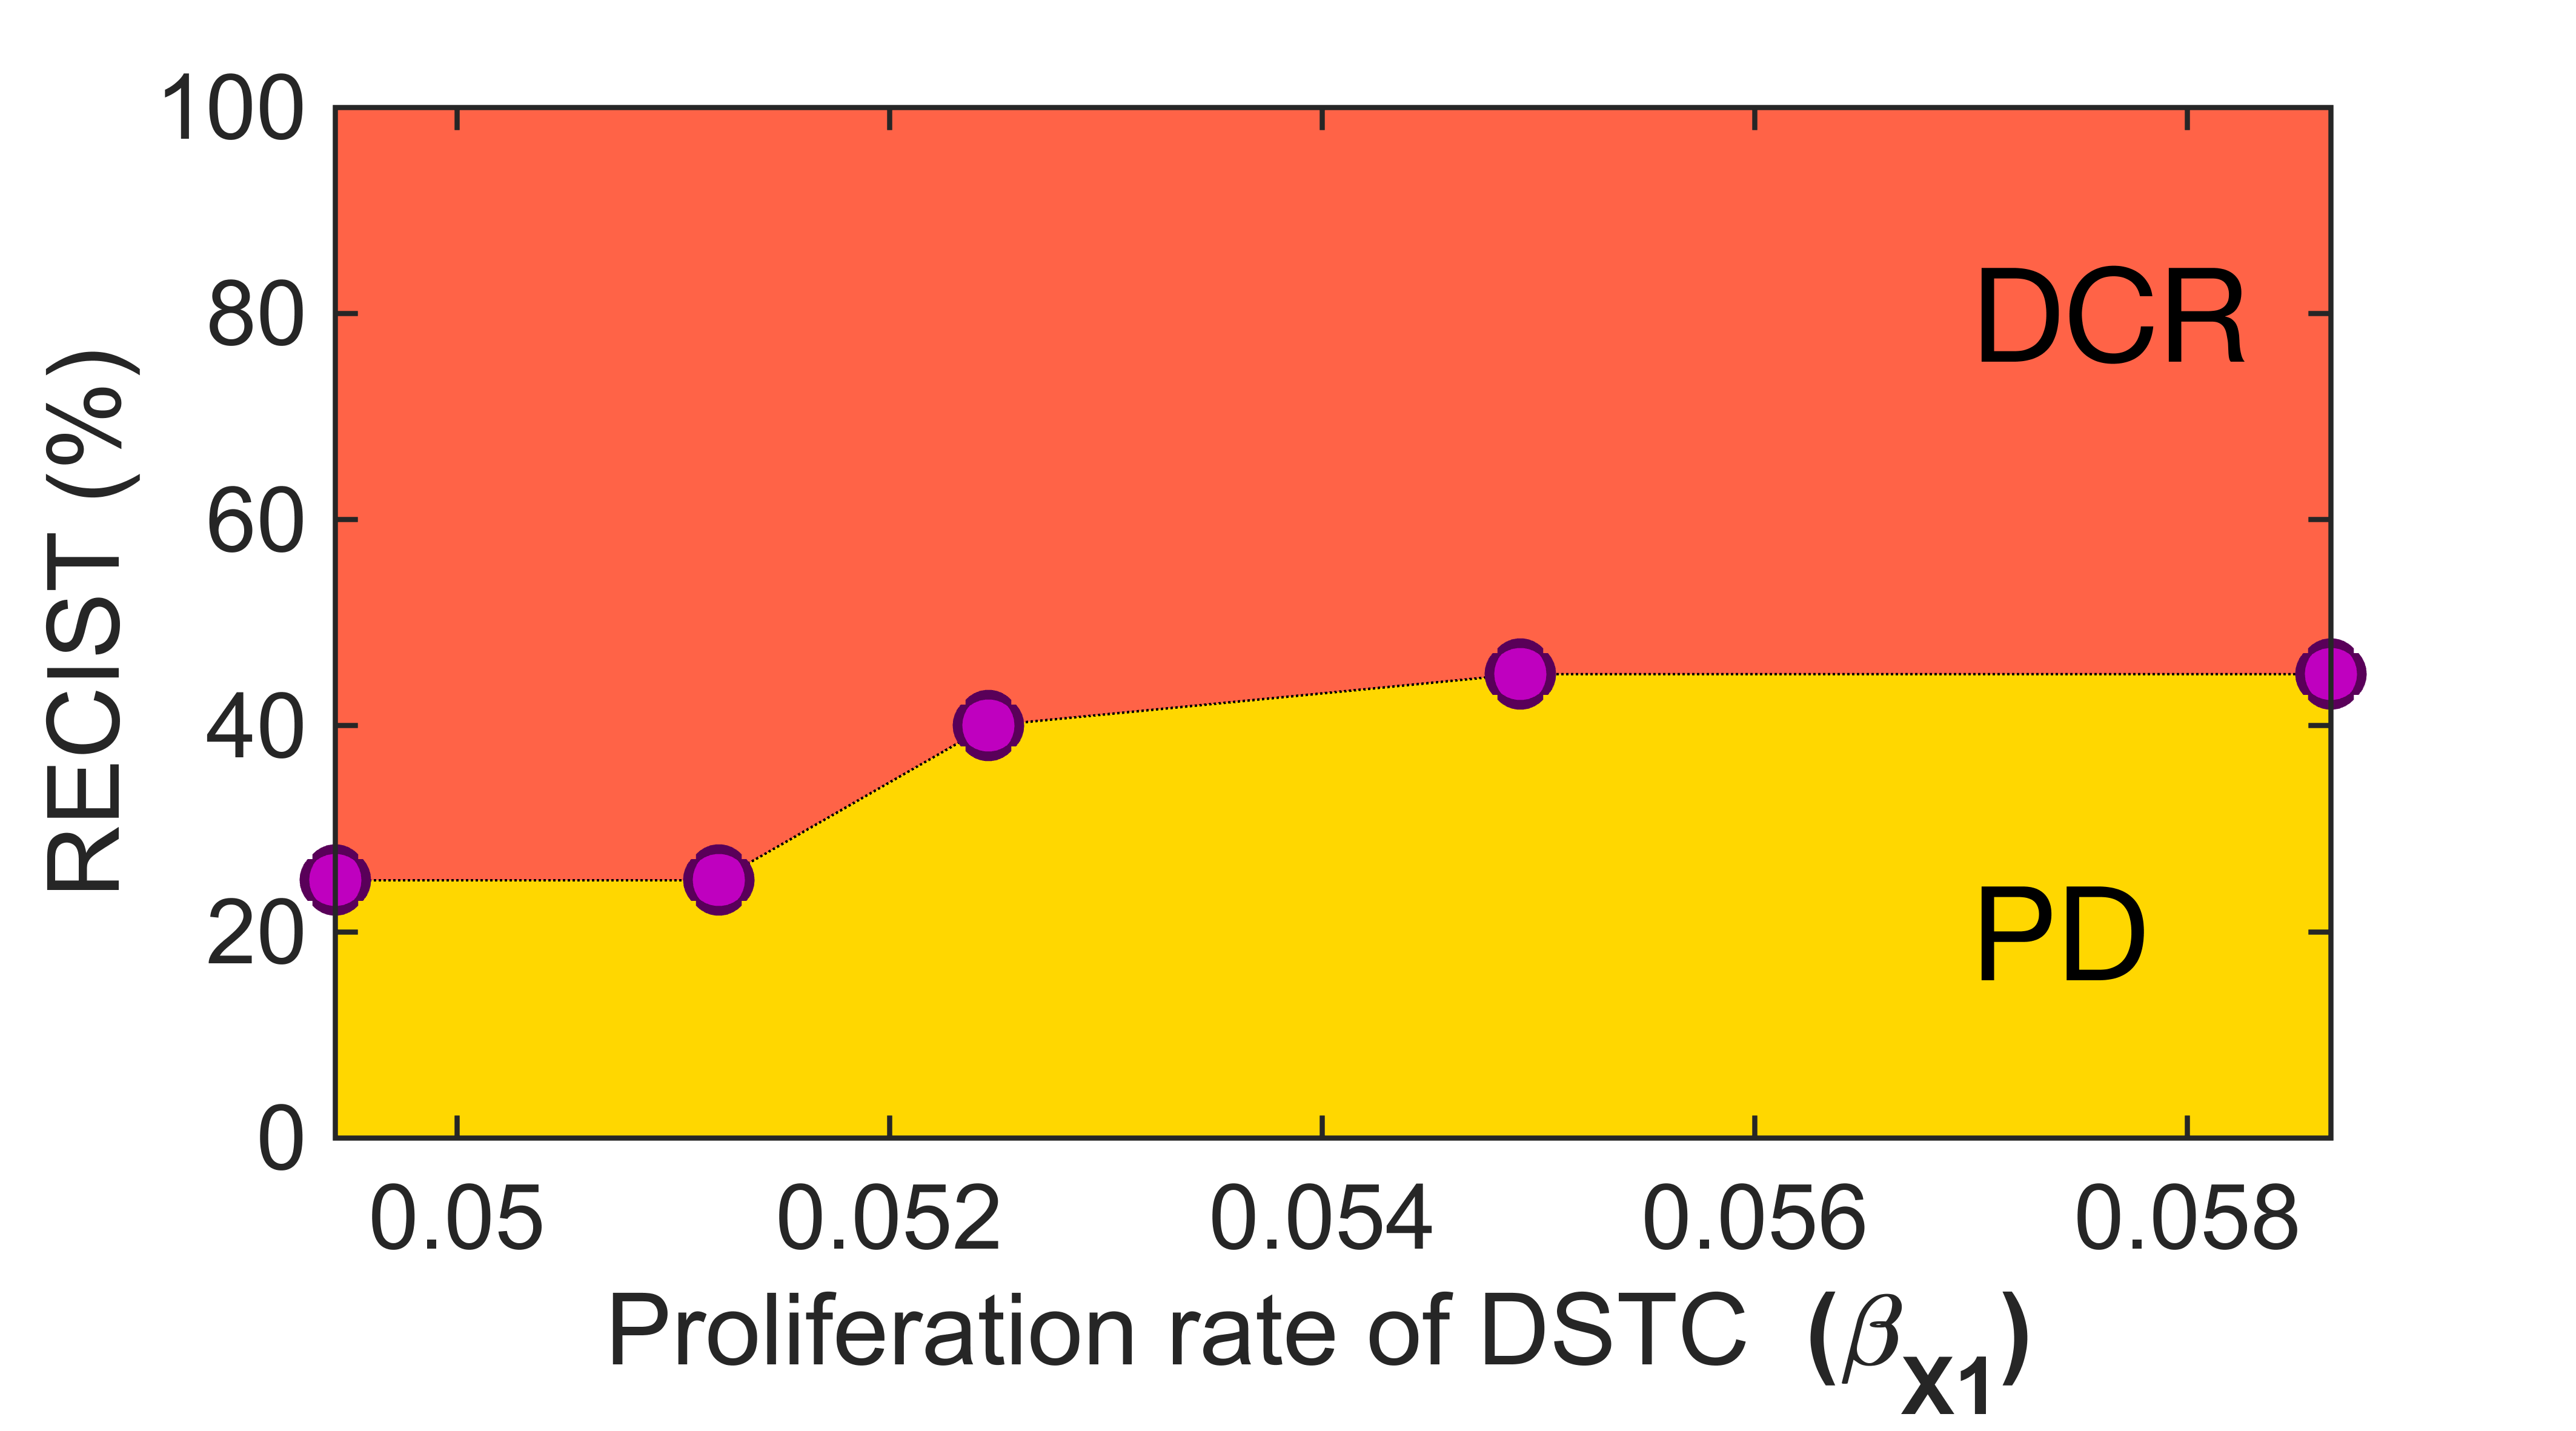 100
80
60
40
20
0
RECIST (%)
DCR
PD
0.05 0.052 0.054 0.056 0.058
Proliferation rate of DSTC (β_X1)